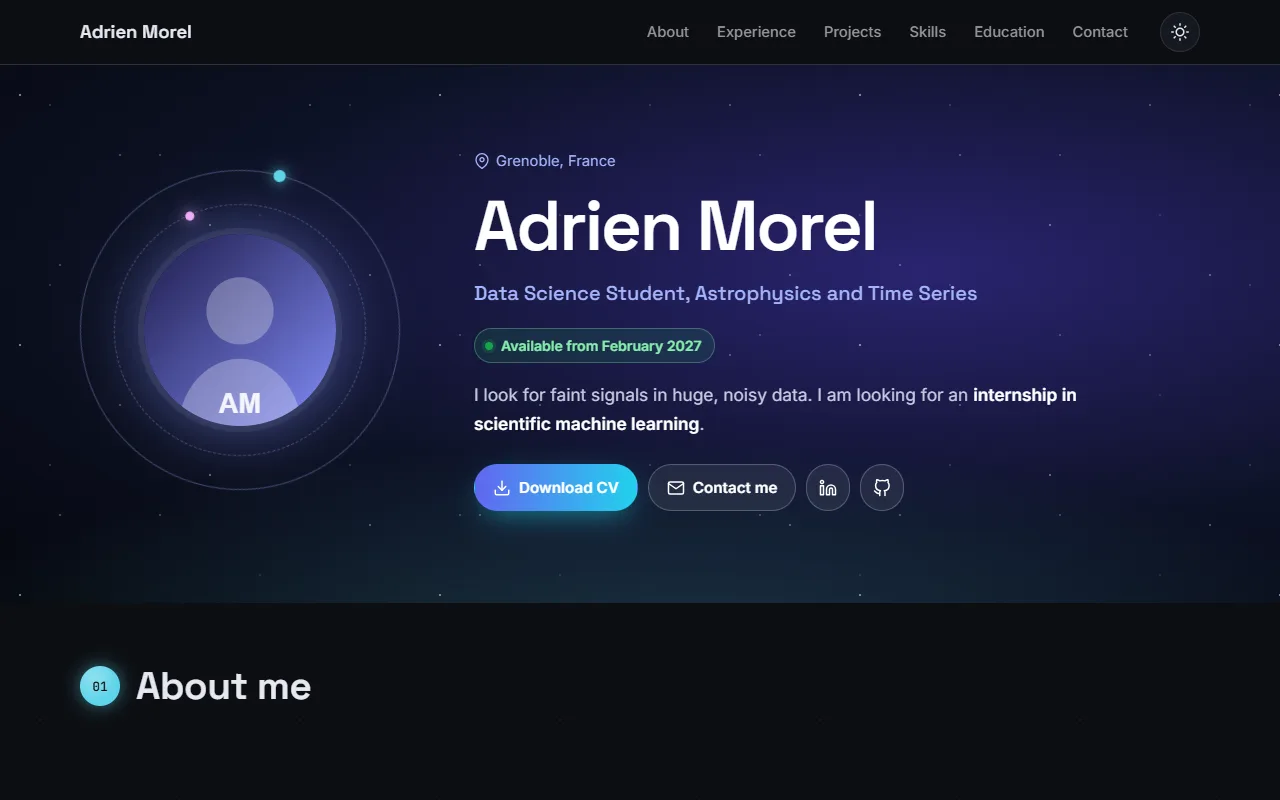 Adrien Morel
About
Experience
Projects
Skills
Education
Contact
Grenoble, France
Adrien Morel
Data Science Student, Astrophysics and Time Series
Available from February 2027
I look for faint signals in huge, noisy data. I am looking for an internship in
scientific machine learning.
AM
Download CV
Contact me
01
About me